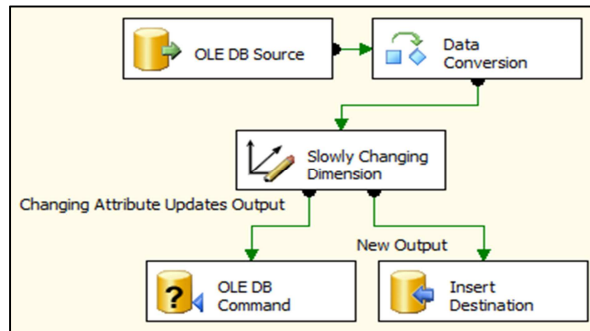 OLE DB Source
Data
Conversion
Slowly Changing
Dimension
Changing Attribute Updates Output
New Output
?
OLE DB
Command
Insert
Destination